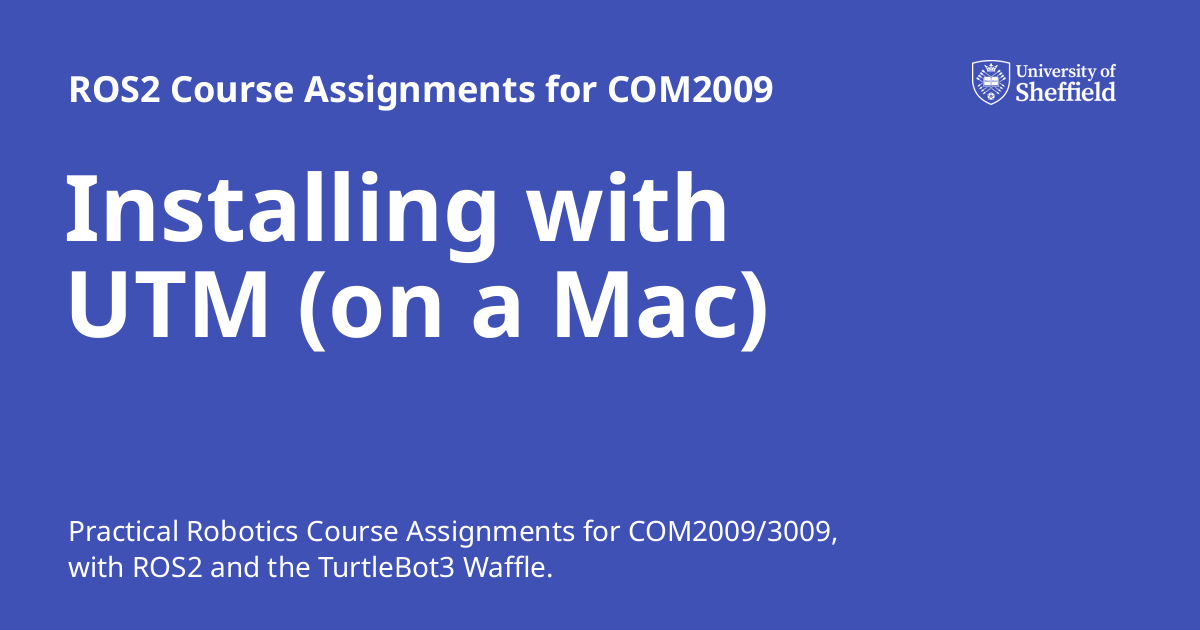 ROS2 Course Assignments for COM2009
University of
Sheffield
Installing with
UTM (on a Mac)
Practical Robotics Course Assignments for COM2009/3009,
with ROS2 and the TurtleBot3 Waffle.